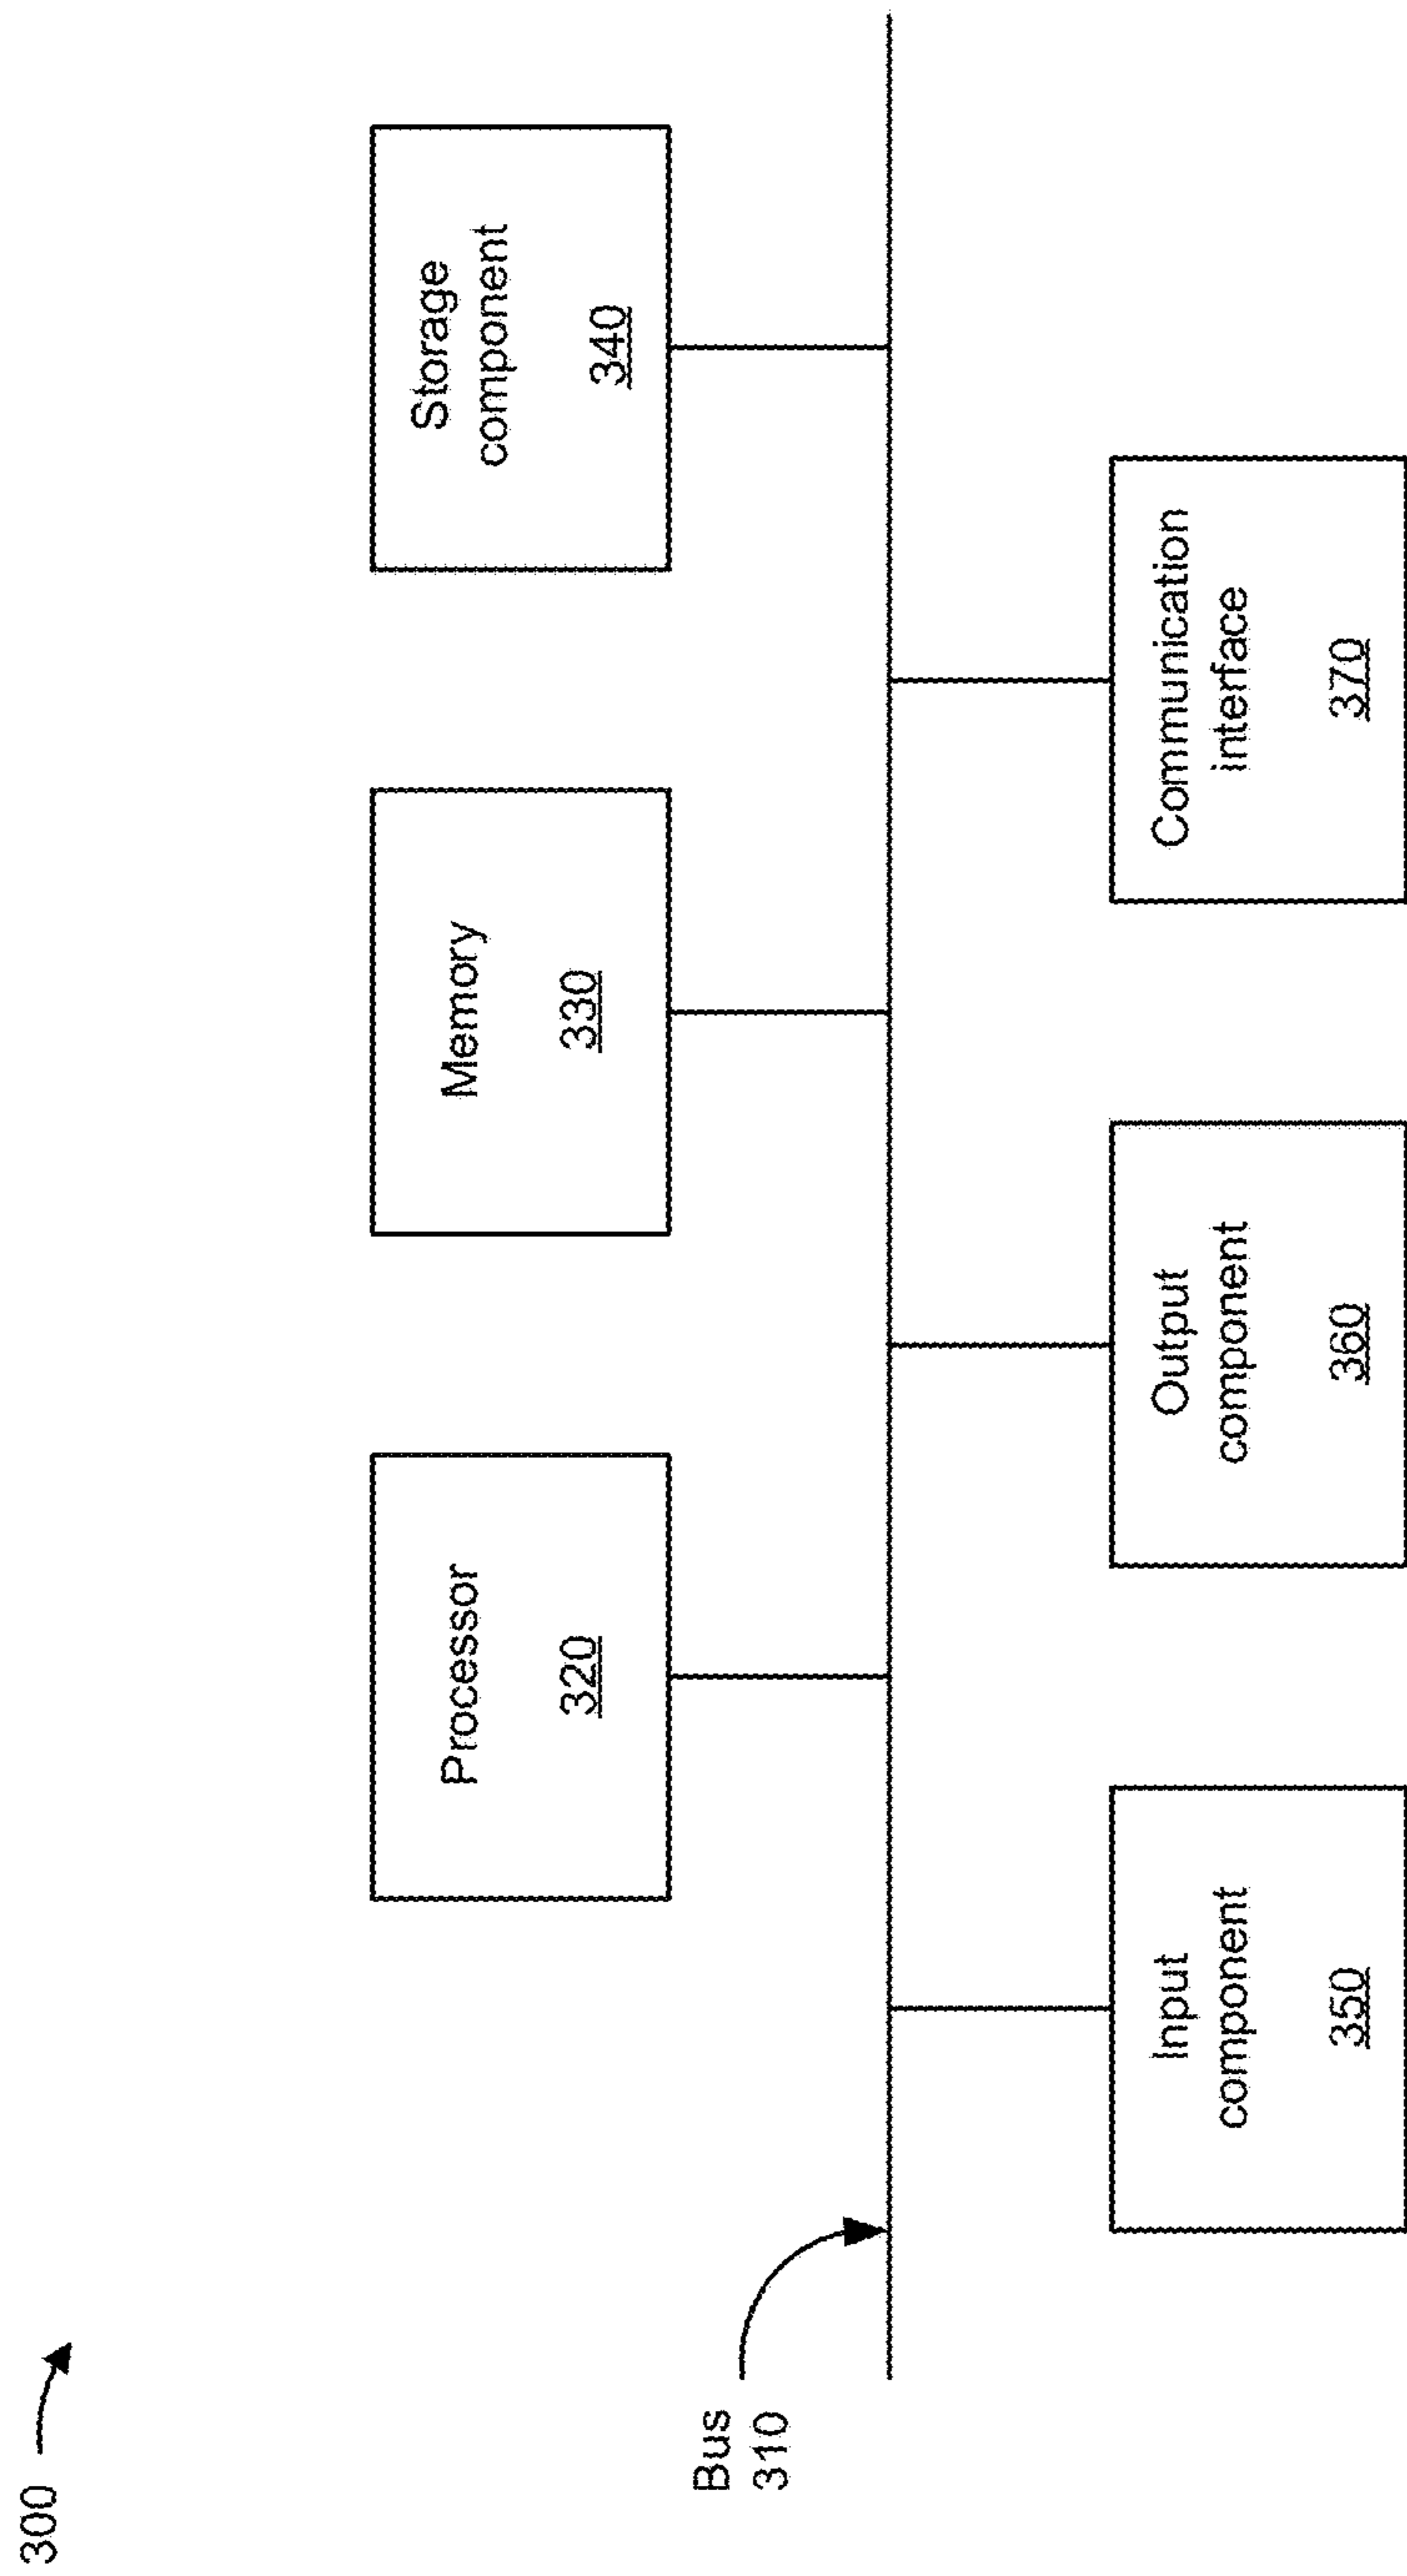 300
Processor
320
Memory
330
Storage
component
340
Bus
310
Input
component
350
Output
component
360
Communication
interface
370